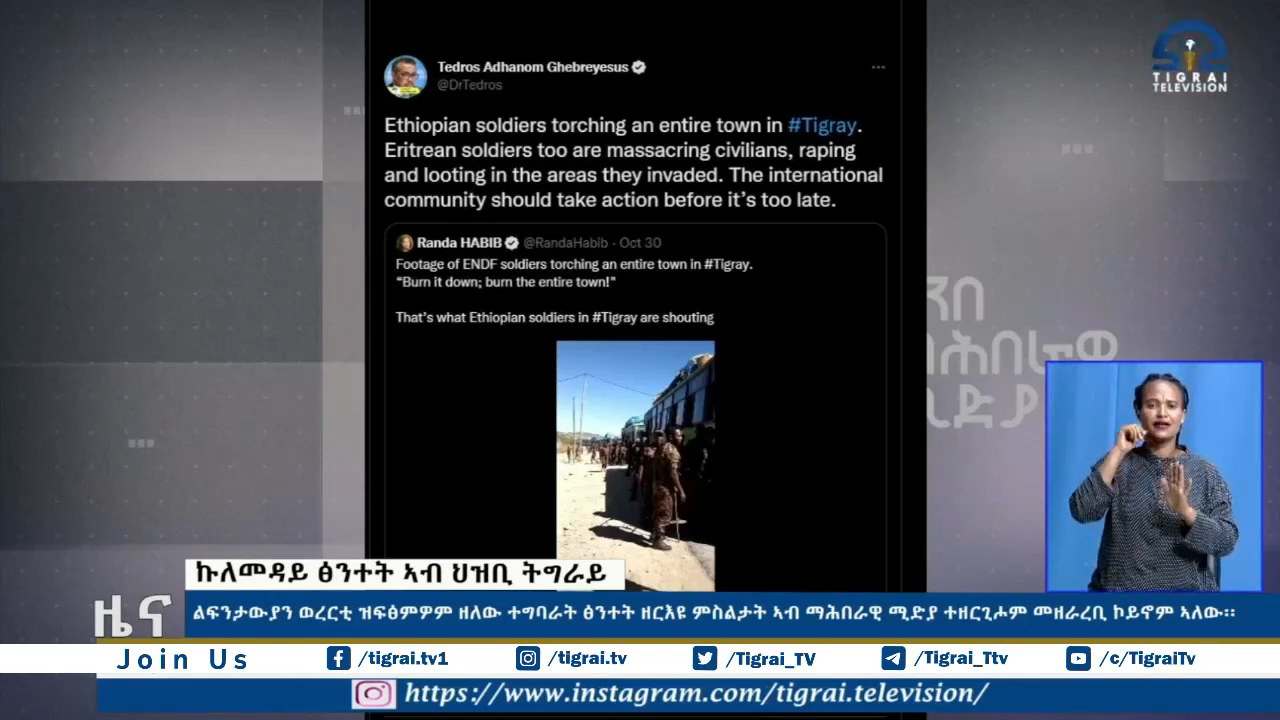 TIGRAI
TELEVISION
Tedros Adhanom Ghebreyesus
@DrTedros
Ethiopian soldiers torching an entire town in #Tigray.
Eritrean soldiers too are massacring civilians, raping
and looting in the areas they invaded. The international
community should take action before it's too late.
Randa HABIB @RandaHabib · Oct 30
Footage of ENDF soldiers torching an entire town in #Tigray.
“Burn it down; burn the entire town!"
That's what Ethiopian soldiers in #Tigray are shouting
ኩለመዳይ ፅንተት ኣብ ህዝቢ ትግራይ
ዜና
ልፍንታውያን ወረርቲ ዝፍፅምዎም ዘለው ተግባራት ፅንተት ዘርእዩ ምስልታት ኣብ ማሕበራዊ ሚድያ ተዘርጊሖም መዘራረቢ ኮይኖም ኣለው፡፡
Join Us
/tigrai.tv1
/tigrai.tv
/Tigrai_TV
/Tigrai_Ttv
/c/TigraiTv
https://www.instagram.com/tigrai.television/